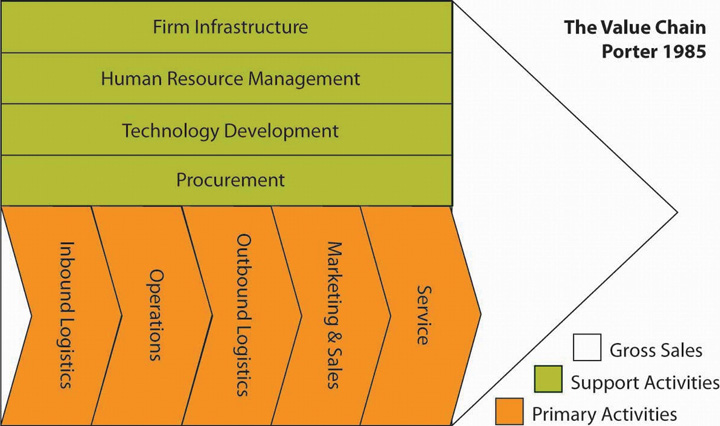 The Value Chain
Porter 1985
Firm Infrastructure
Human Resource Management
Technology Development
Procurement
Inbound Logistics
Operations
Outbound Logistics
Marketing & Sales
Service
Gross Sales
Support Activities
Primary Activities